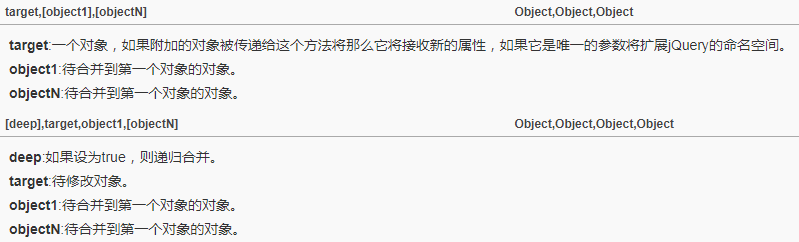 target,[object1],[objectN] Object,Object,Object
target:一个对象，如果附加的对象被传递给这个方法将那么它将接收新的属性，如果它是唯一的参数将扩展jQuery的命名空间。
object1:待合并到第一个对象的对象。
objectN:待合并到第一个对象的对象。
[deep],target,object1,[objectN] Object,Object,Object,Object
deep:如果设为true，则递归合并。
target:待修改对象。
object1:待合并到第一个对象的对象。
objectN:待合并到第一个对象的对象。